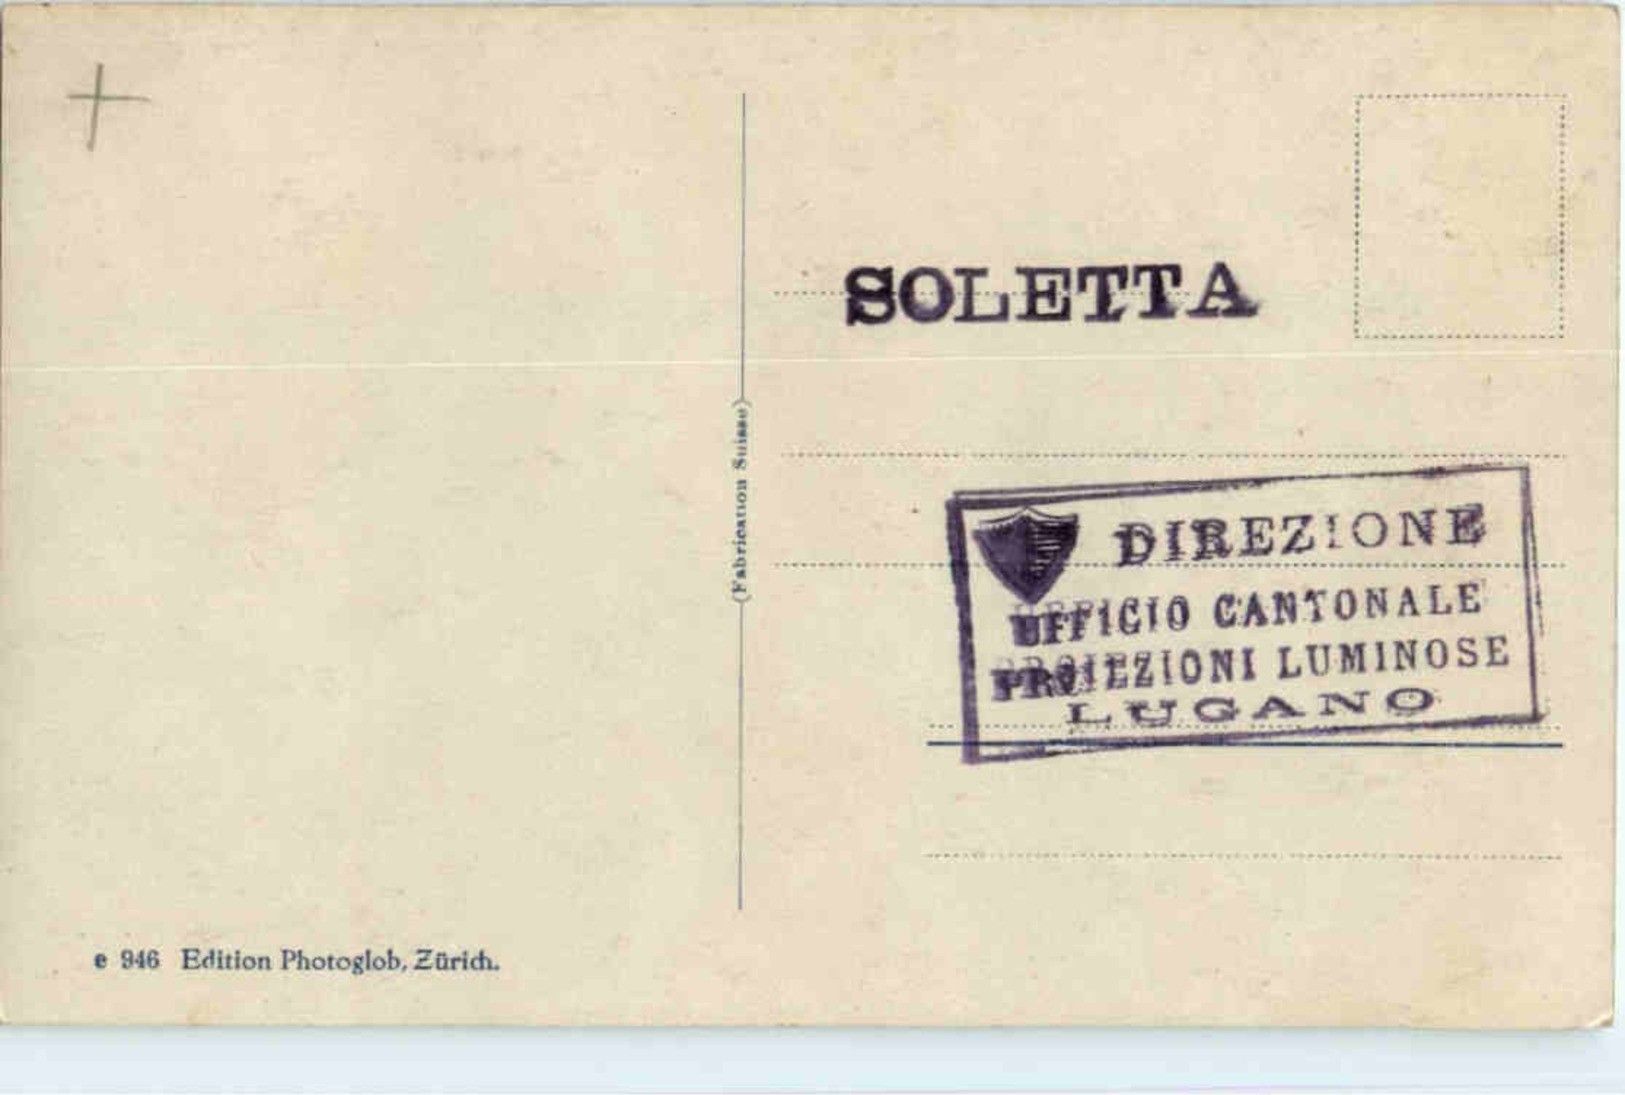 SOLETTA
(Fabrication Suisse)
DIREZIONE
UFFICIO CANTONALE
PROIEZIONI LUMINOSE
LUGANO
e 946 Edition Photoglob, Zürich.